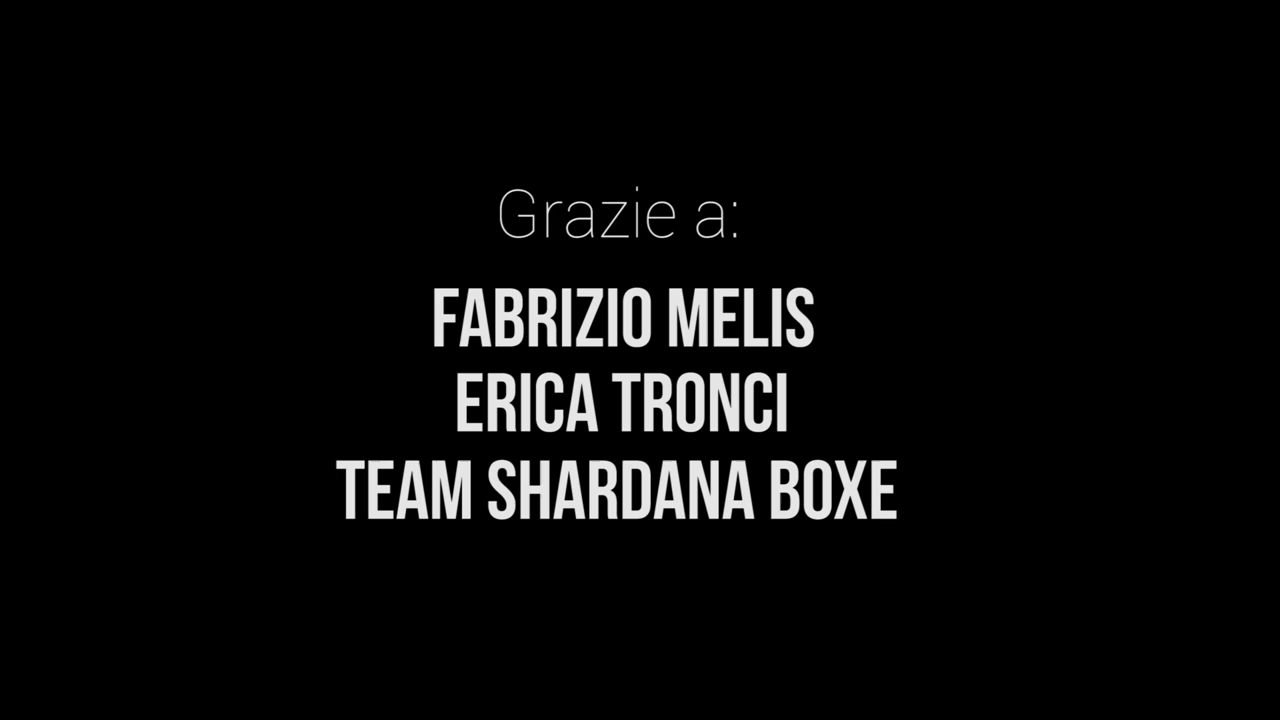 Grazie a:
FABRIZIO MELIS
ERICA TRONCI
TEAM SHARDANA BOXE